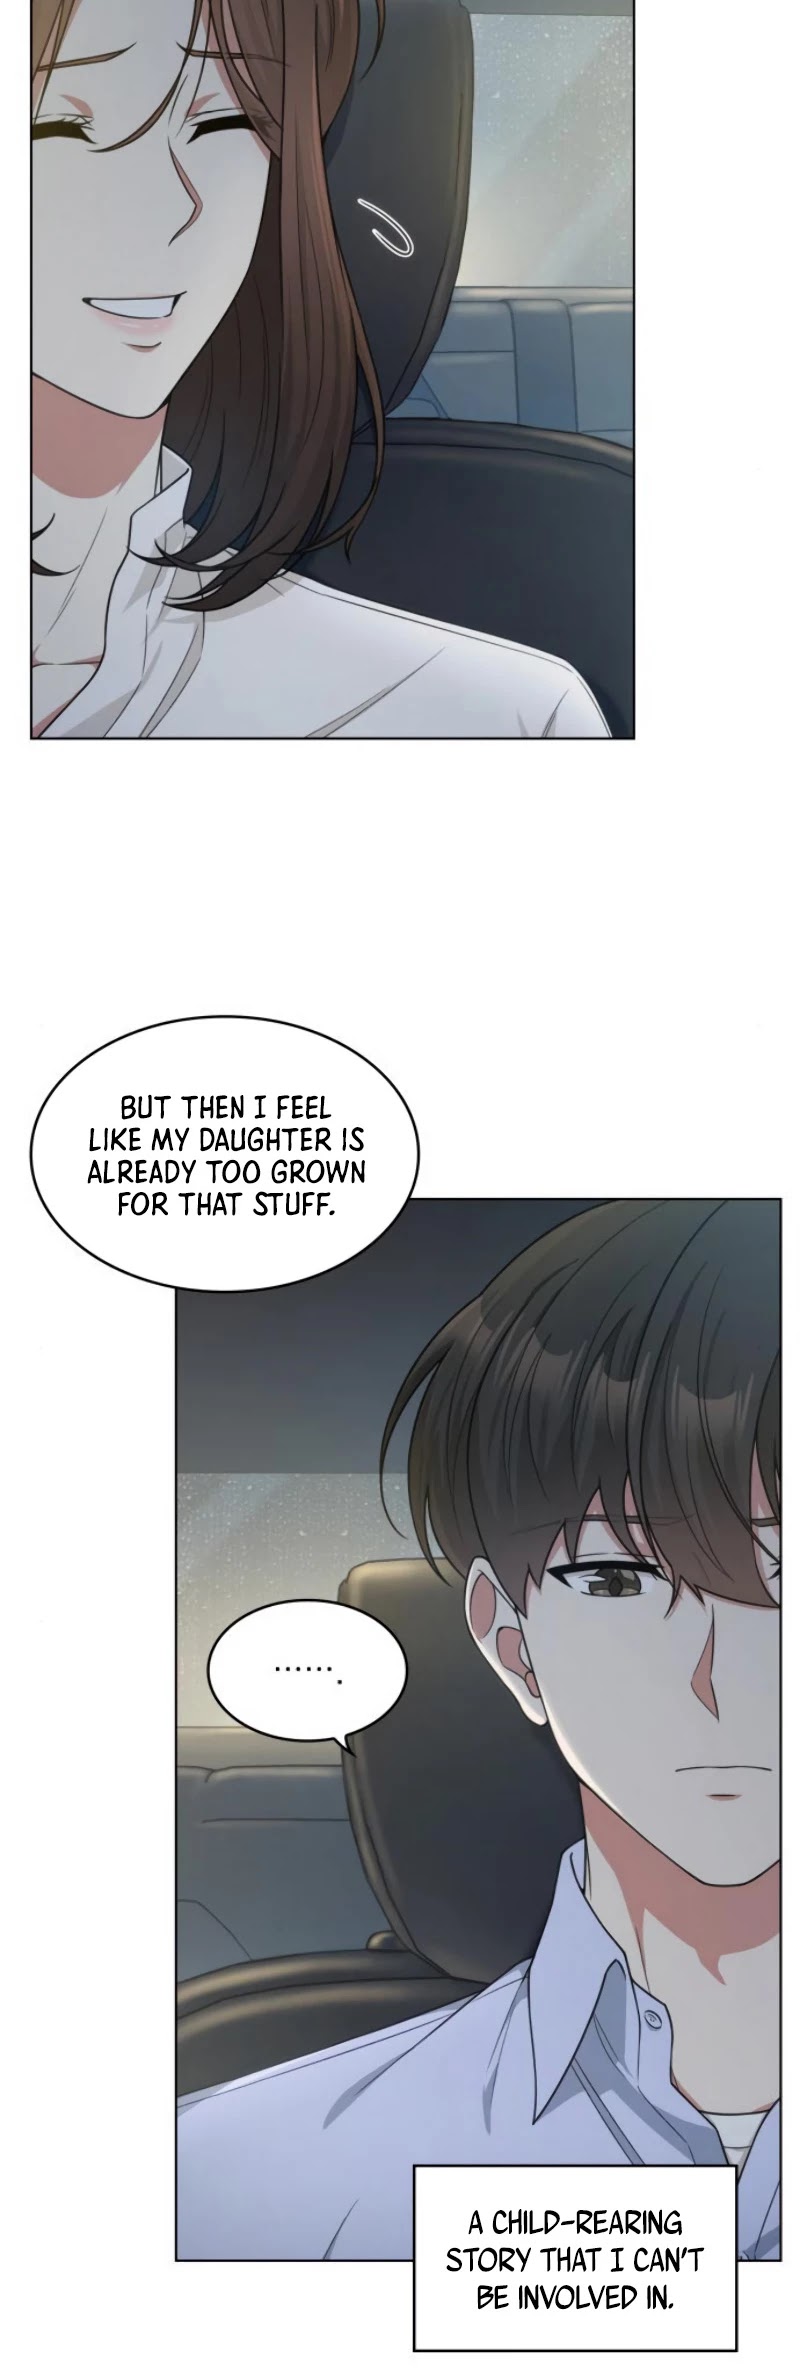 BUT THEN I FEEL
LIKE MY DAUGHTER IS
ALREADY TOO GROWN
FOR THAT STUFF.
.......
A CHILD-REARING
STORY THAT I CAN'T
BE INVOLVED IN.